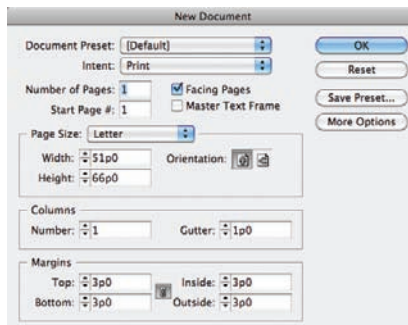 New Document
Document Preset: [Default] OK
Intent: Print Reset
Number of Pages: 1 Facing Pages Save Preset...
Start Page #: 1 Master Text Frame More Options
Page Size: Letter
Width: 51p0 Orientation:
Height: 66p0
Columns
Number: 1 Gutter: 1p0
Margins
Top: 3p0 Inside: 3p0
Bottom: 3p0 Outside: 3p0